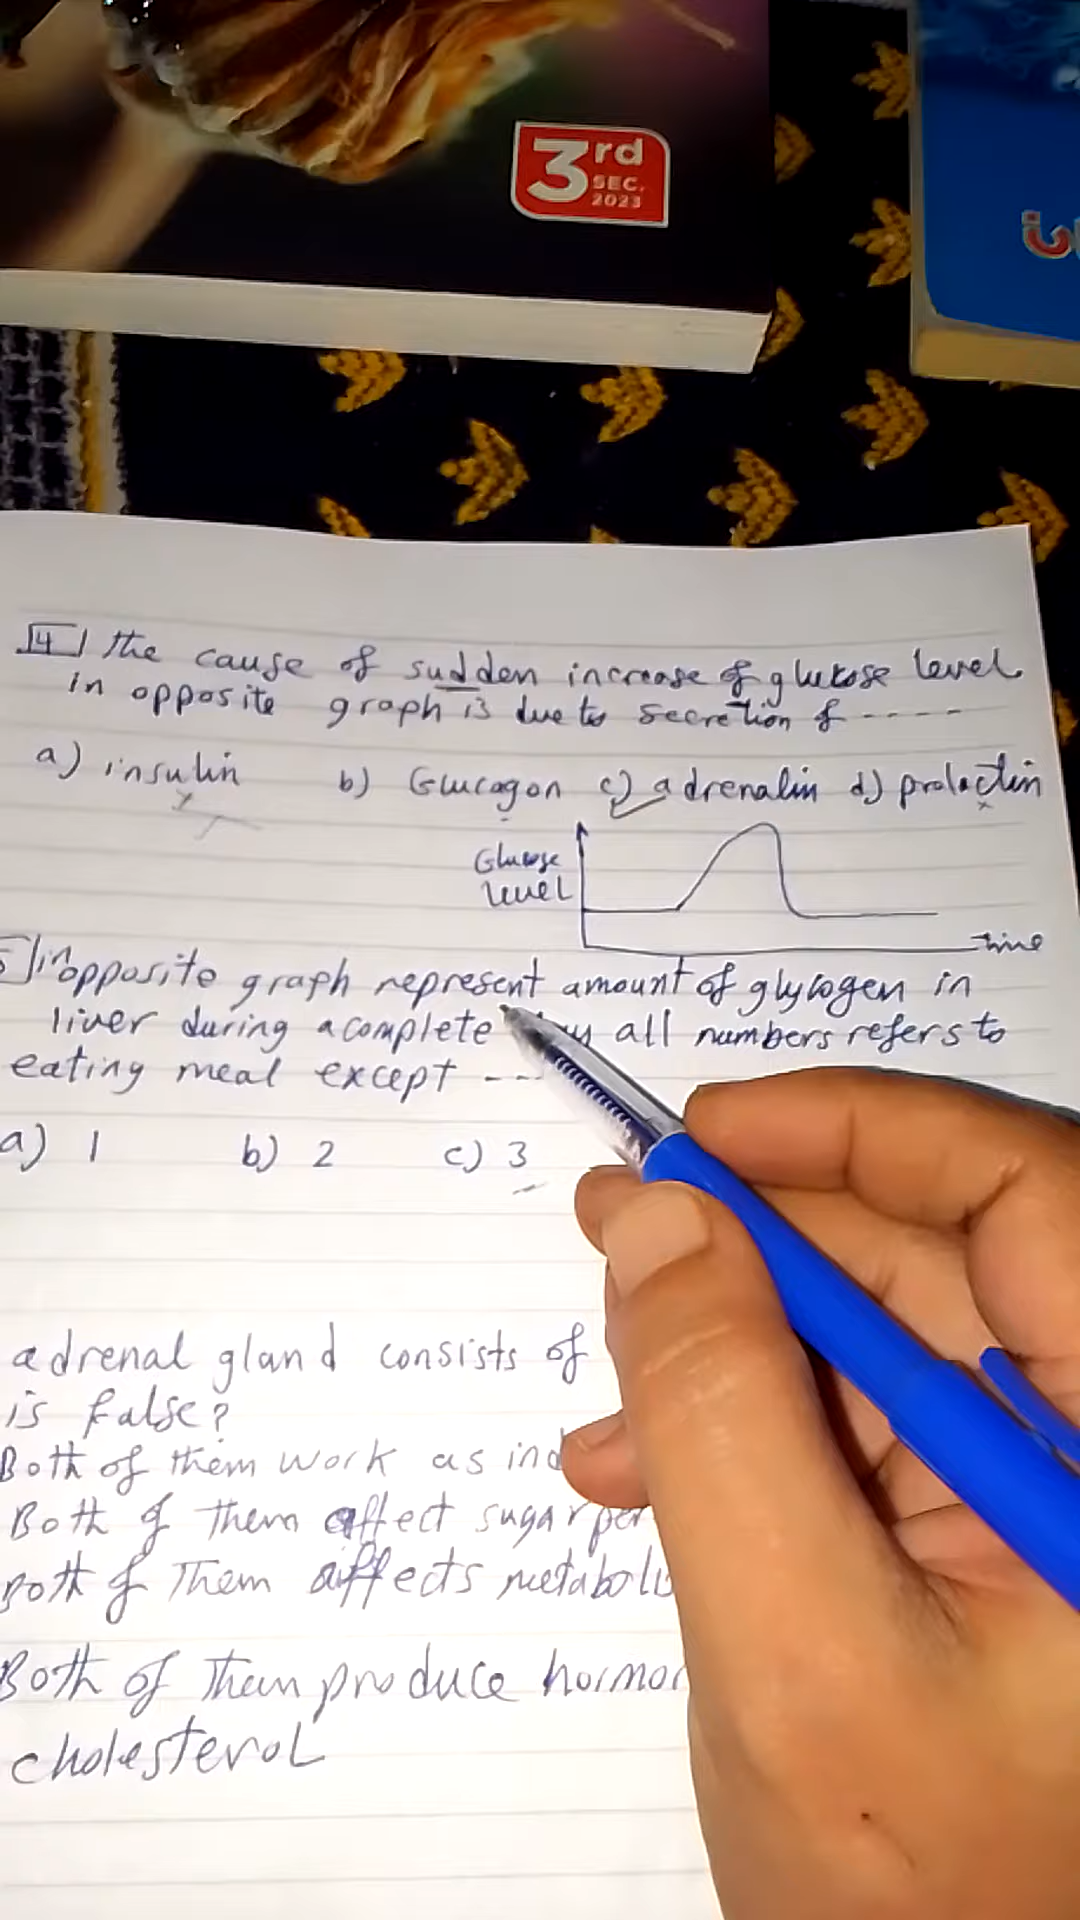 3rd
SEC.
2023
4 The cause of sudden increase of glucose level
in opposite graph is due to secretion of -----
a) insulin b) Glucagon c) adrenalin d) prolactin
Glucose
level
time
5 in opposite graph represent amount of glycogen in
liver during a complete all numbers refers to
eating meal except ---
a) 1 b) 2 c) 3
adrenal gland consists of
is false?
Both of them work as
Both of them affect sugar
Both of them affects
Both of them produce
cholesterol